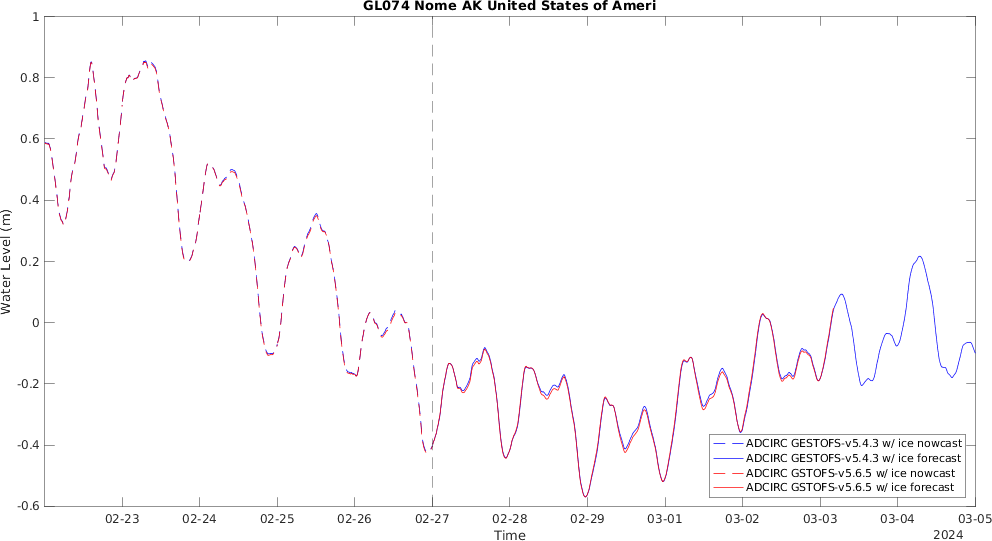 GL074 Nome AK United States of Ameri
Water Level (m)
1
0.8
0.6
0.4
0.2
0
-0.2
-0.4
-0.6
ADCIRC GESTOFS-v5.4.3 w/ ice nowcast
ADCIRC GESTOFS-v5.4.3 w/ ice forecast
ADCIRC GSTOFS-v5.6.5 w/ ice nowcast
ADCIRC GSTOFS-v5.6.5 w/ ice forecast
02-23 02-24 02-25 02-26 02-27 02-28 02-29 03-01 03-02 03-03 03-04 03-05
Time
2024